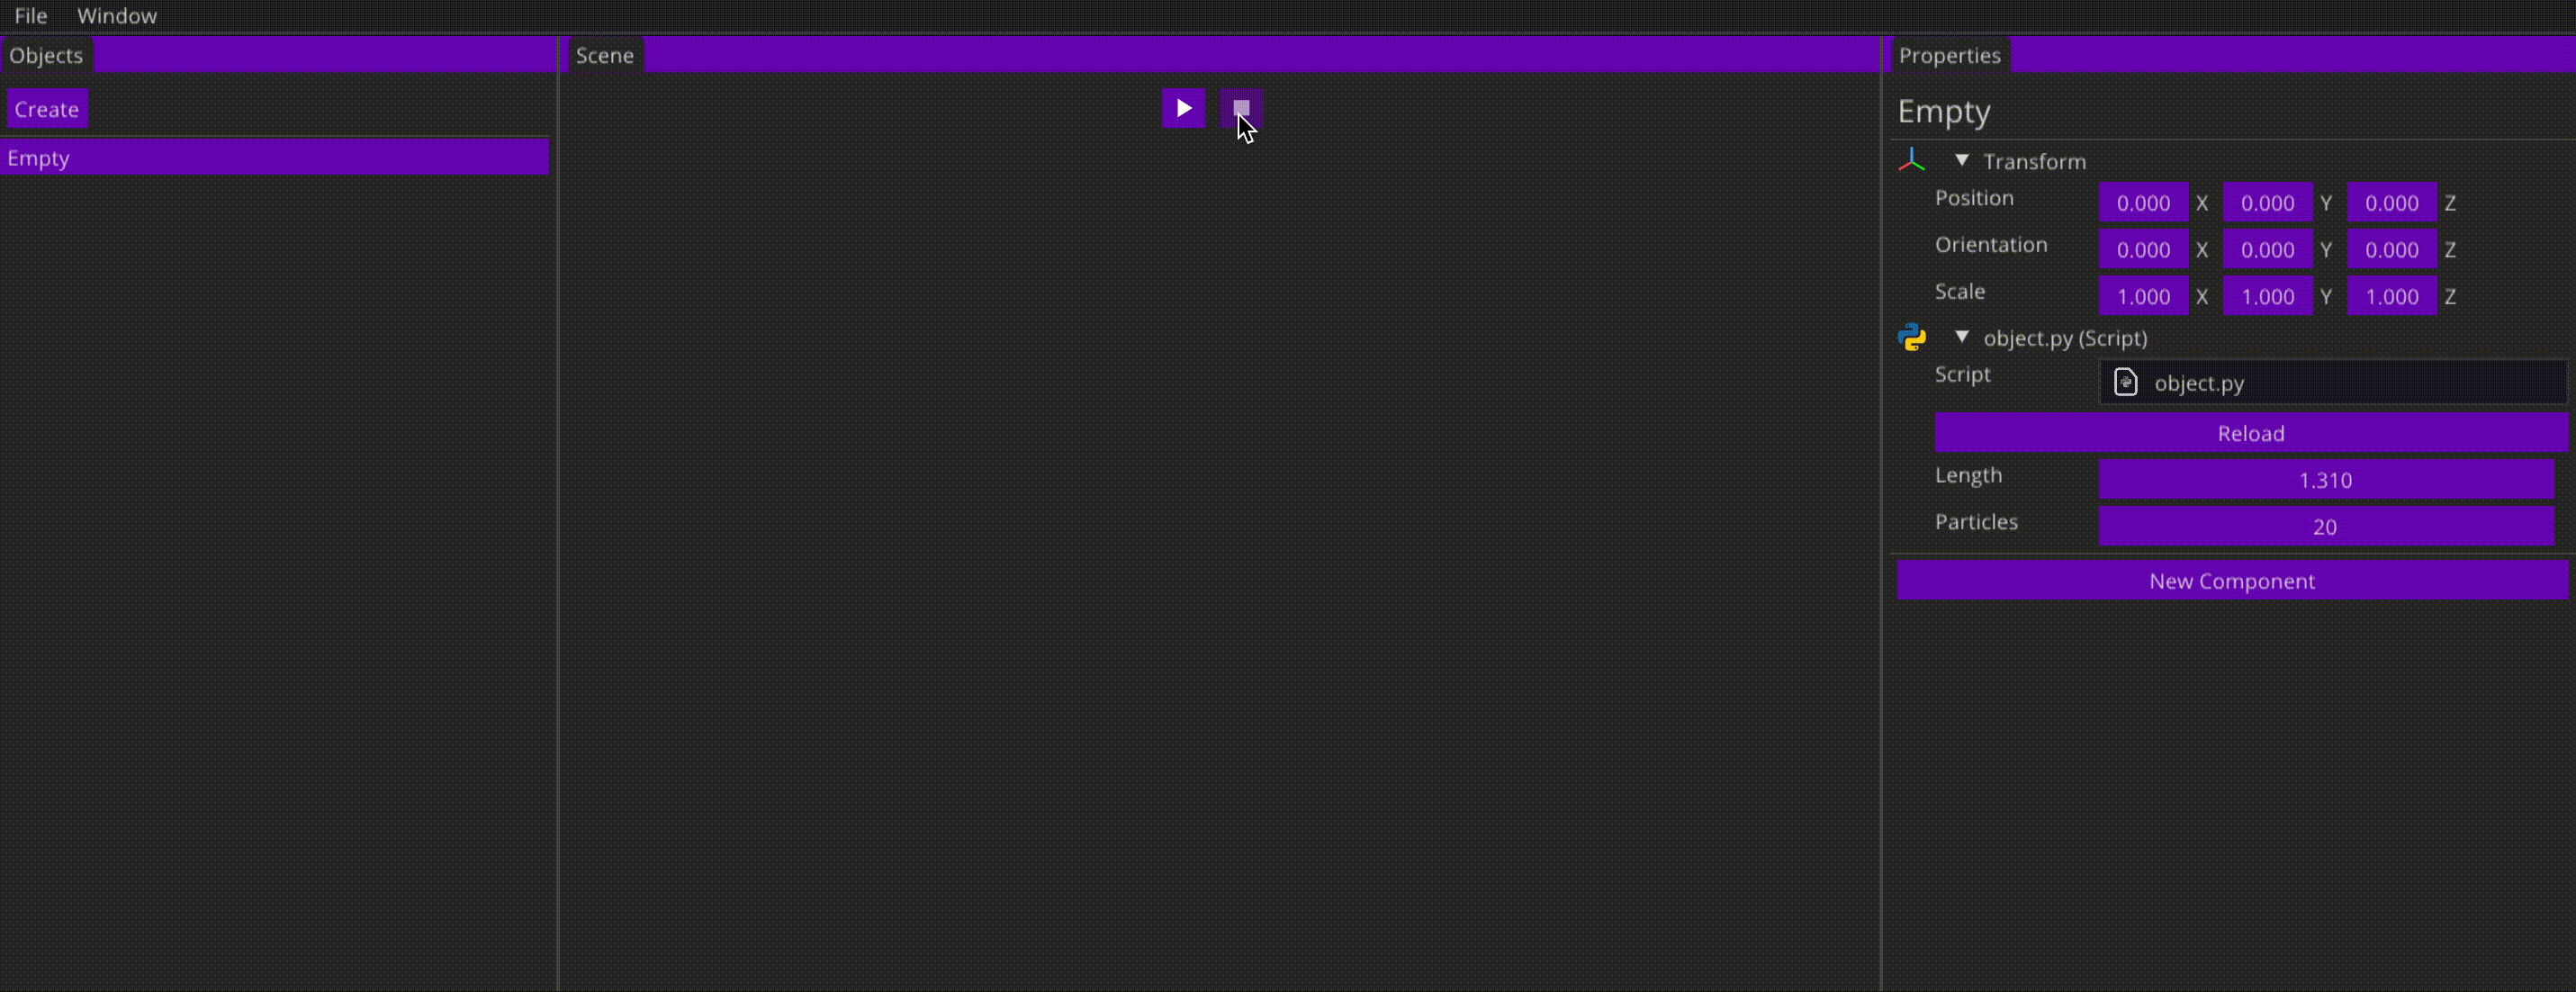 File Window
Objects
Create
Empty
Scene
Properties
Empty
Transform
Position 0.000 X 0.000 Y 0.000 Z
Orientation 0.000 X 0.000 Y 0.000 Z
Scale 1.000 X 1.000 Y 1.000 Z
object.py (Script)
Script object.py
Reload
Length 1.310
Particles 20
New Component